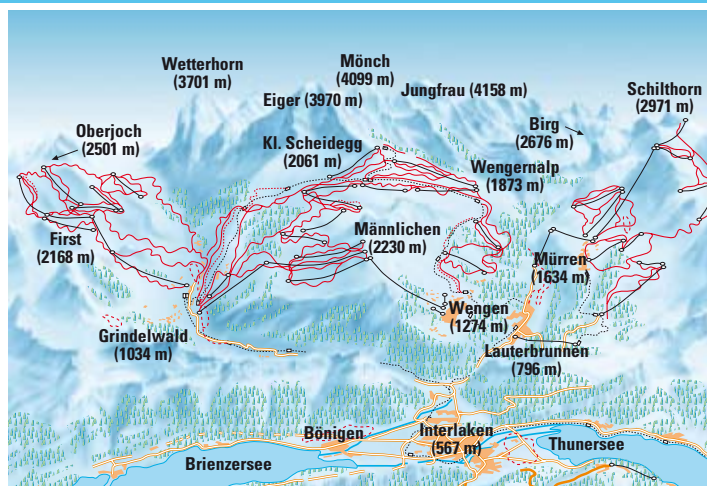 Wetterhorn
(3701 m)
Mönch
(4099 m)
Eiger (3970 m)
Jungfrau (4158 m)
Schilthorn
(2971 m)
Oberjoch
(2501 m)
Kl. Scheidegg
(2061 m)
Birg
(2676 m)
Wengernalp
(1873 m)
First
(2168 m)
Männlichen
(2230 m)
Mürren
(1634 m)
Grindelwald
(1034 m)
Wengen
(1274 m)
Lauterbrunnen
(796 m)
Bönigen
Interlaken
(567 m)
Thunersee
Brienzersee